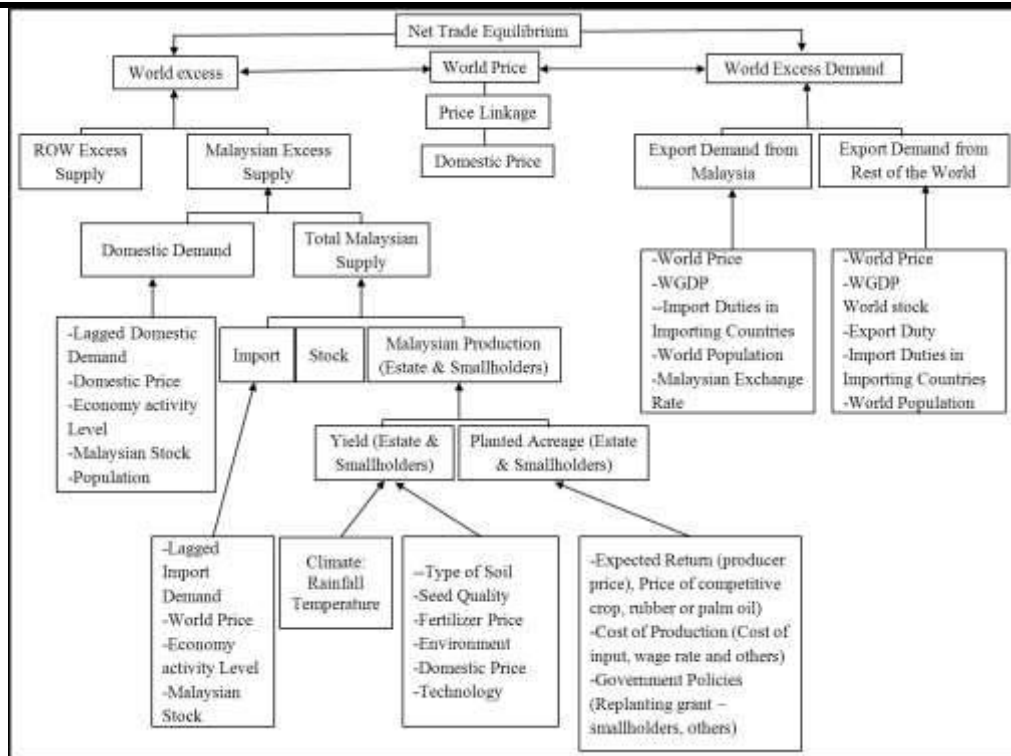 Net Trade Equilibrium
World excess
World Price
World Excess Demand
Price Linkage
Domestic Price
ROW Excess
Supply
Malaysian Excess
Supply
Export Demand from
Malaysia
Export Demand from
Rest of the World
Domestic Demand
Total Malaysian
Supply
-World Price
-WGDP
--Import Duties in
Importing Countries
-World Population
-Malaysian Exchange
Rate
-World Price
-WGDP
World stock
-Export Duty
-Import Duties in
Importing Countries
-World Population
-Lagged Domestic
Demand
-Domestic Price
-Economy activity
Level
-Malaysian Stock
-Population
Import
Stock
Malaysian Production
(Estate & Smallholders)
Yield (Estate &
Smallholders)
Planted Acreage (Estate
& Smallholders)
-Lagged
Import
Demand
-World Price
-Economy
activity Level
-Malaysian
Stock
Climate:
Rainfall
Temperature
--Type of Soil
-Seed Quality
-Fertilizer Price
-Environment
-Domestic Price
-Technology
-Expected Return (producer
price), Price of competitive
crop, rubber or palm oil)
-Cost of Production (Cost of
input, wage rate and others)
-Government Policies
(Replanting grant –
smallholders, others)